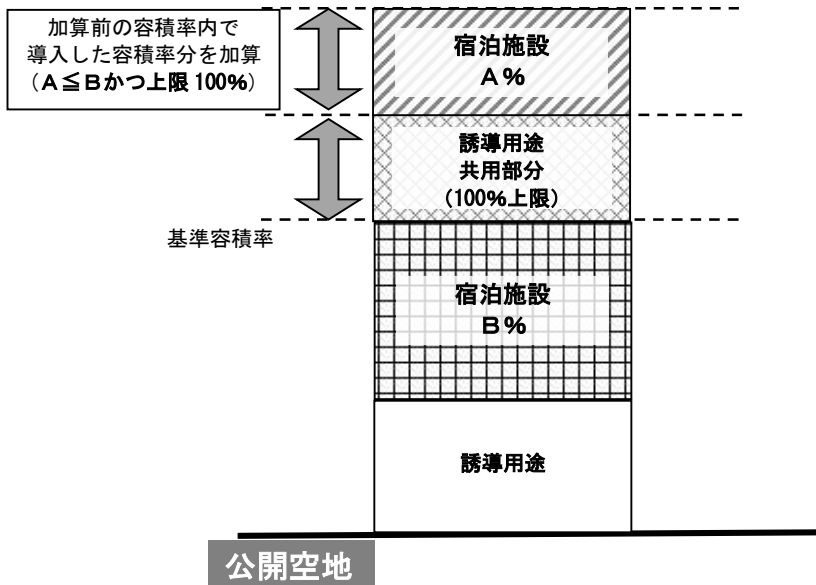 加算前の容積率内で
導入した容積率分を加算
（Ａ≦Ｂかつ上限 100%）
宿泊施設
Ａ%
誘導用途
共用部分
（100%上限）
基準容積率
宿泊施設
Ｂ%
誘導用途
公開空地